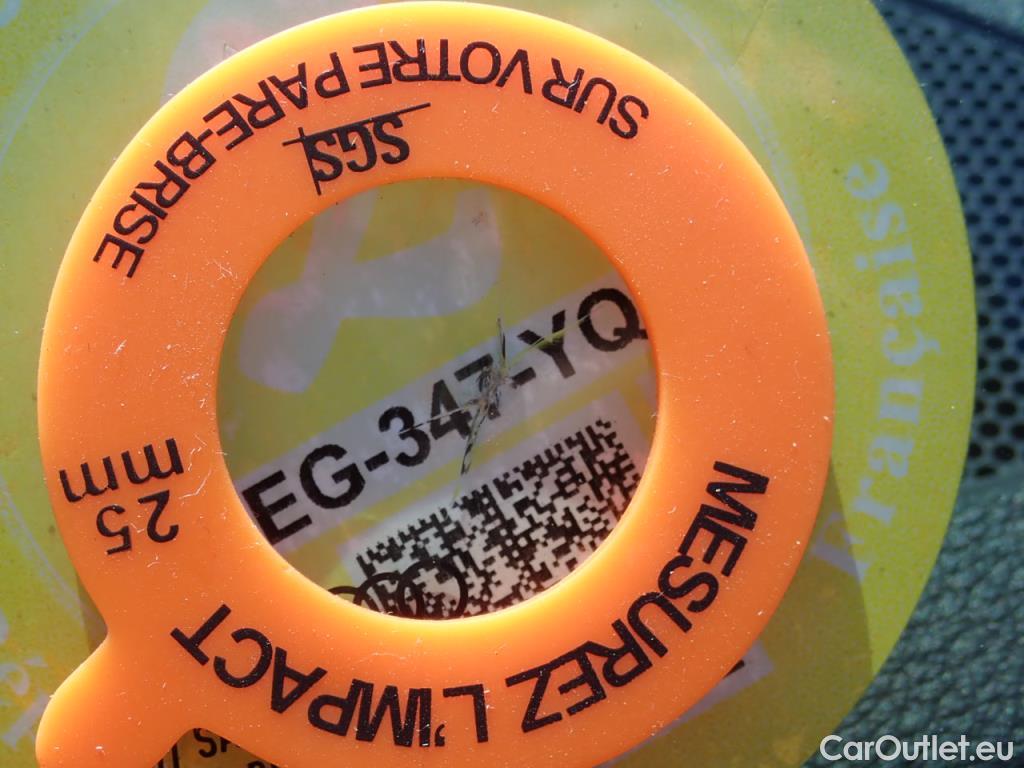 MESUREZ L'IMPACT
SUR VOTRE PARE-BRISE
SGS
25
mm
EG-347-YQ
Française
CarOutlet.eu